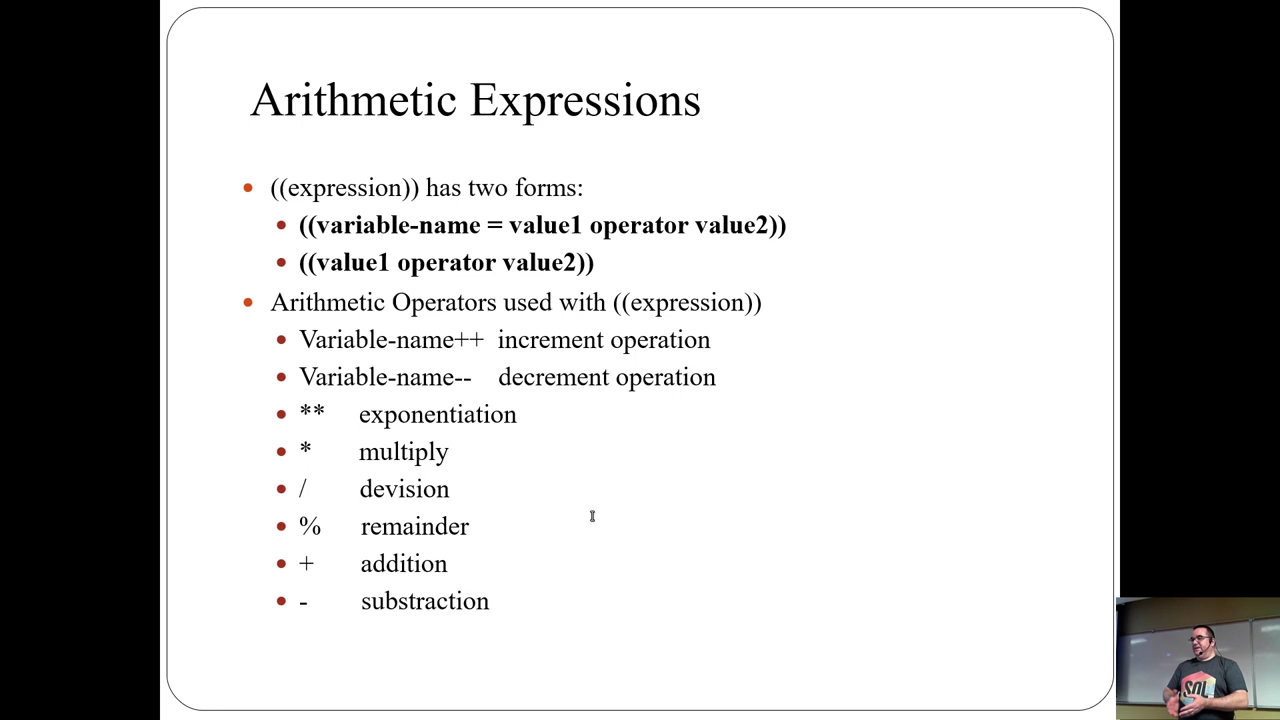 Arithmetic Expressions
((expression)) has two forms:
((variable-name = value1 operator value2))
((value1 operator value2))
Arithmetic Operators used with ((expression))
Variable-name++ increment operation
Variable-name-- decrement operation
** exponentiation
* multiply
/ devision
% remainder
+ addition
- substraction
SQL